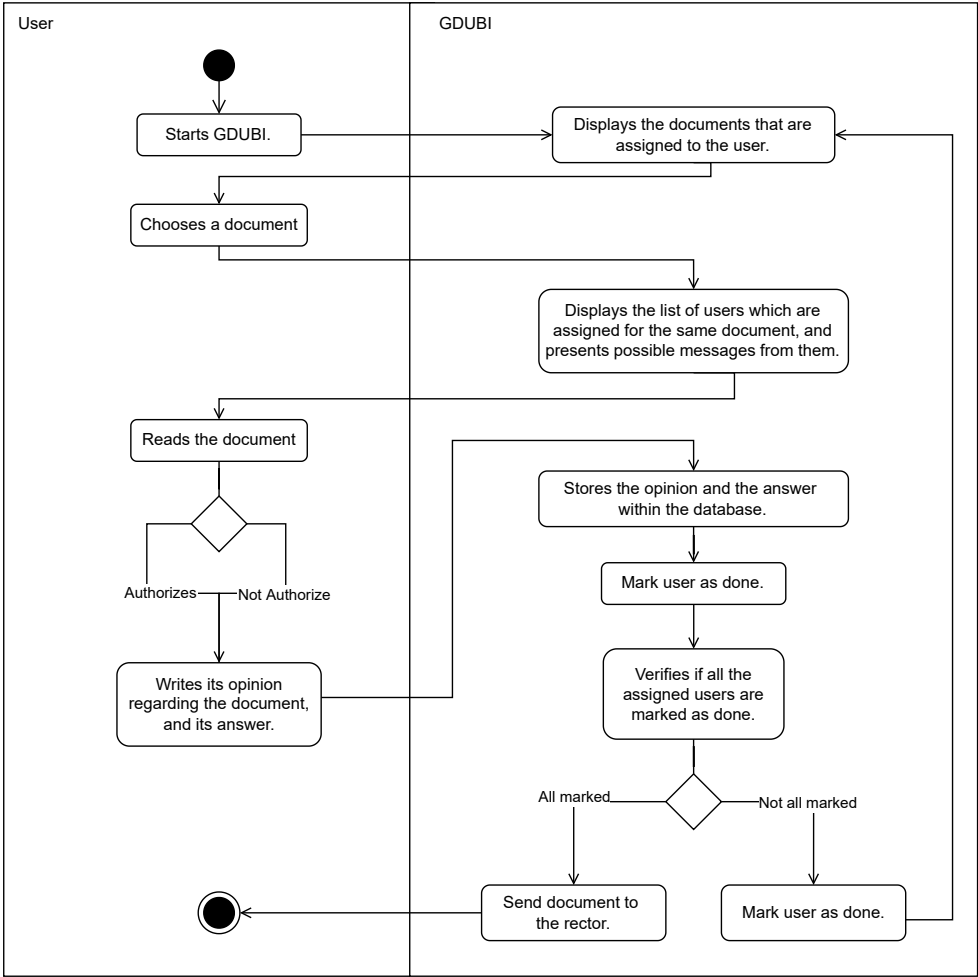 User
GDUBI
Starts GDUBI.
Displays the documents that are
assigned to the user.
Chooses a document
Displays the list of users which are
assigned for the same document, and
presents possible messages from them.
Reads the document
Stores the opinion and the answer
within the database.
Authorizes
Not Authorize
Mark user as done.
Writes its opinion
regarding the document,
and its answer.
Verifies if all the
assigned users are
marked as done.
All marked
Not all marked
Send document to
the rector.
Mark user as done.